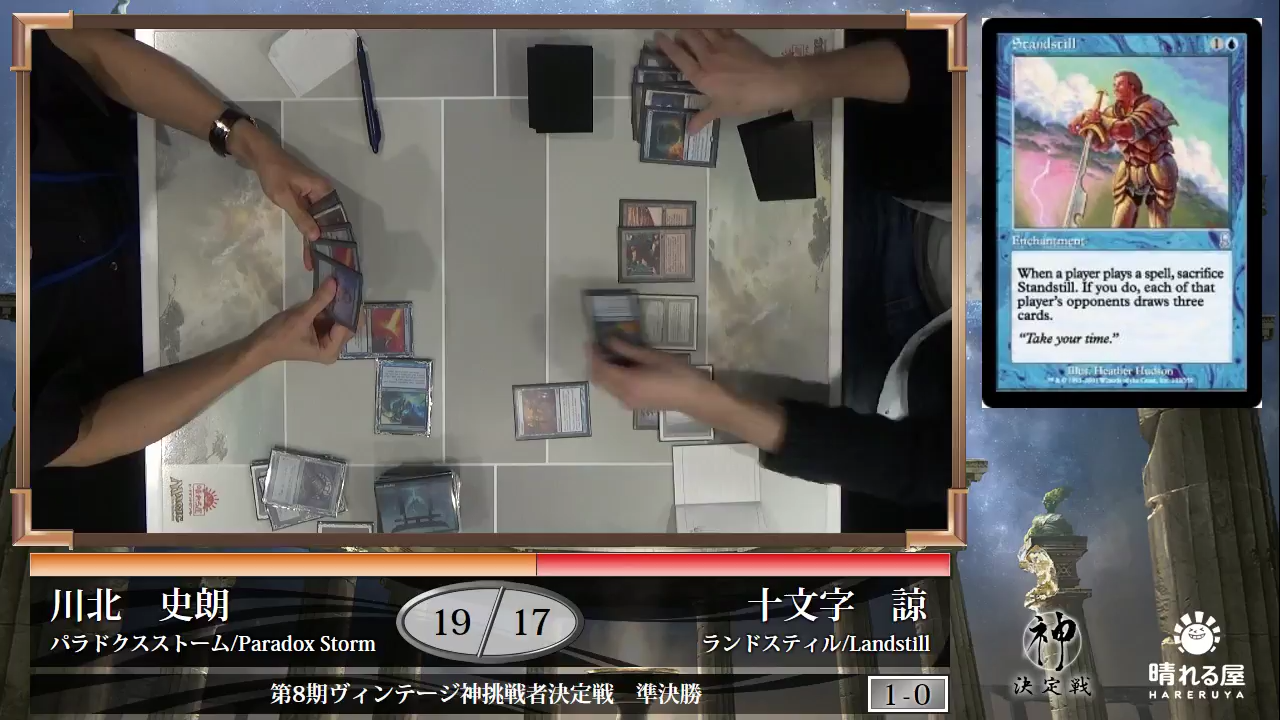 Standstill
1
Enchantment
When a player plays a spell, sacrifice
Standstill. If you do, each of that
player's opponents draws three
cards.
"Take your time."
Illus. Heather Hudson
川北 史朗
パラドクスストーム/Paradox Storm
19/17
十文字 諒
ランドスティル/Landstill
第8期ヴィンテージ神挑戦者決定戦 準決勝
1-0
神
決定戦
晴れる屋
HARERUYA